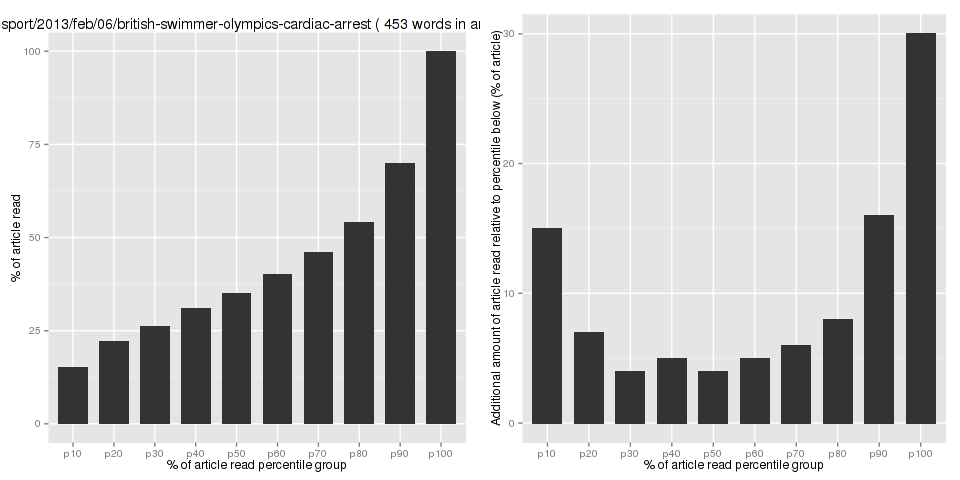 sport/2013/feb/06/british-swimmer-olympics-cardiac-arrest ( 453 words in ar
100
75
50
25
0
% of article read
p10 p20 p30 p40 p50 p60 p70 p80 p90 p100
% of article read percentile group
30
20
10
0
Additional amount of article read relative to percentile below (% of article)
p10 p20 p30 p40 p50 p60 p70 p80 p90 p100
% of article read percentile group